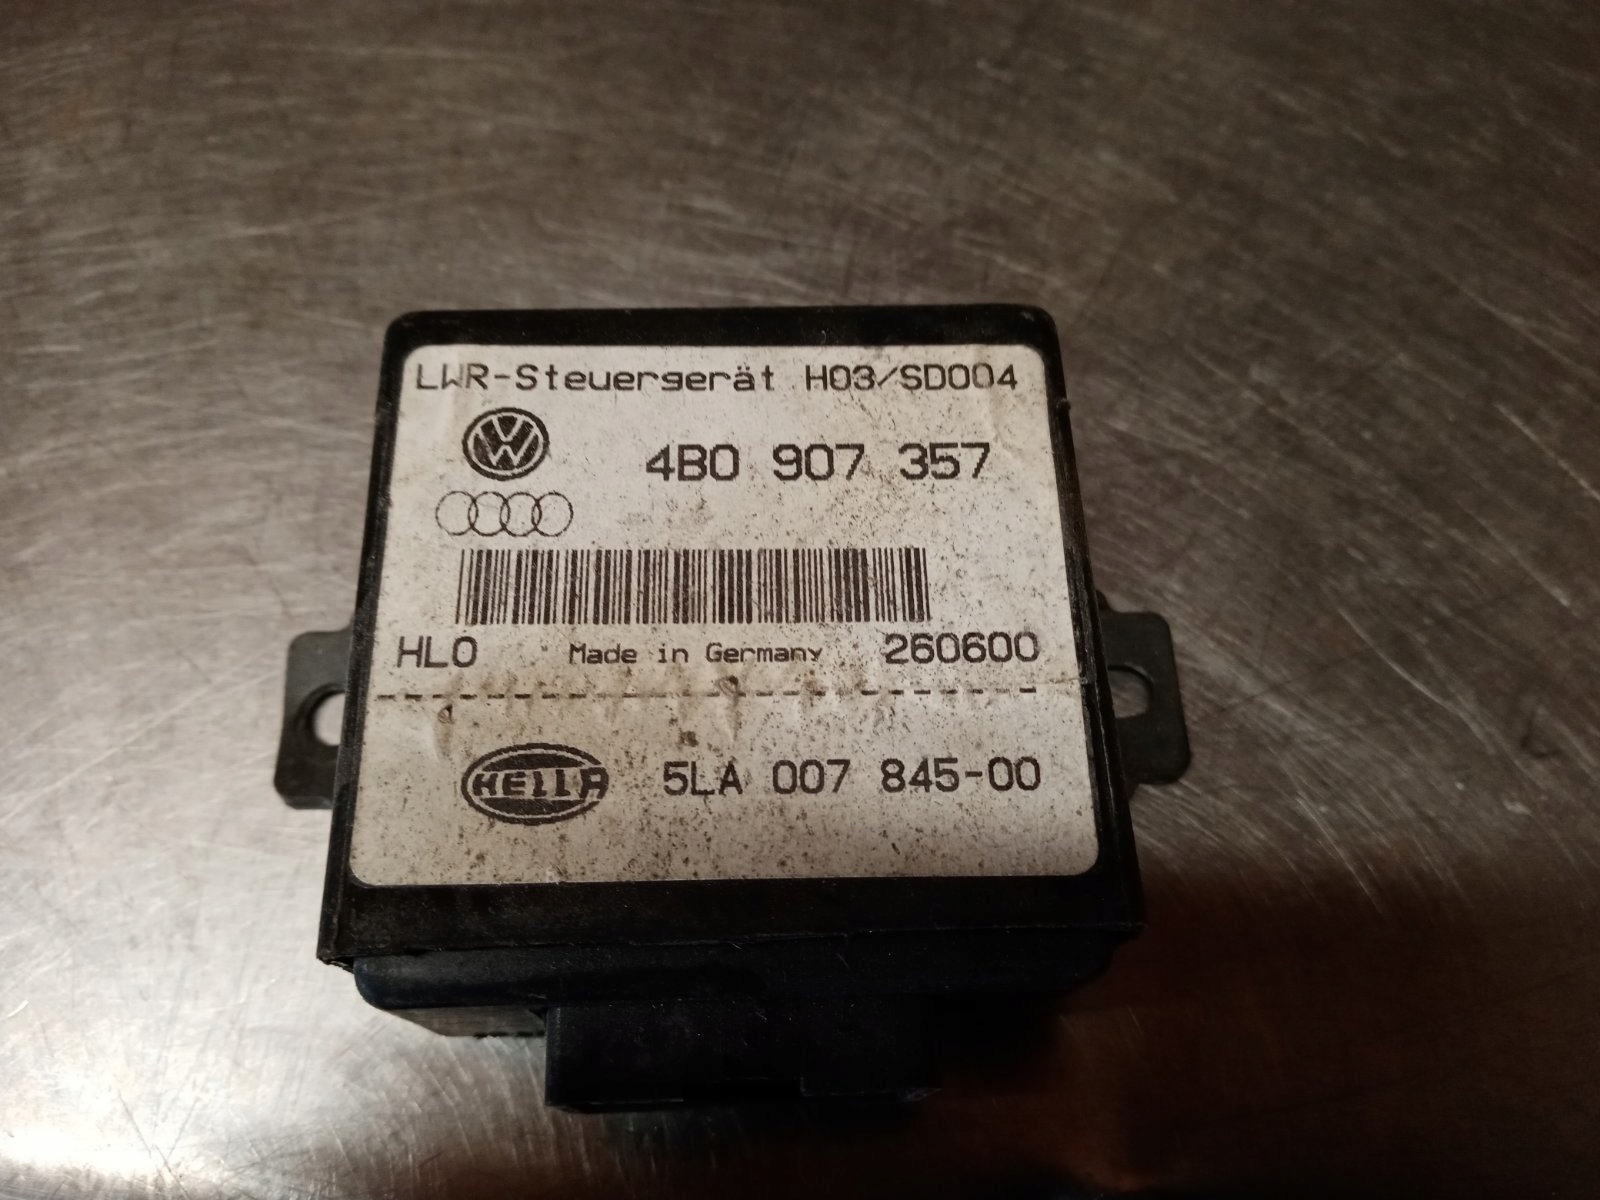 LWR-Steuergerät H03/SD004
4B0 907 357
HLO Made in Germany 260600
HELLA 5LA 007 845-00